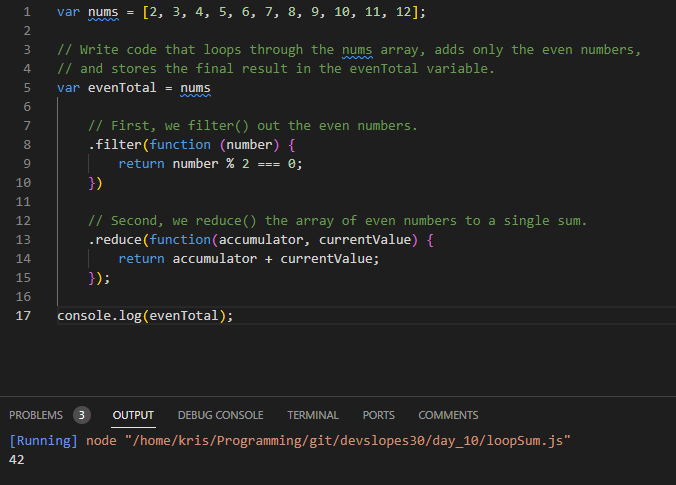 1 var nums = [2, 3, 4, 5, 6, 7, 8, 9, 10, 11, 12];
2
3 // Write code that loops through the nums array, adds only the even numbers,
4 // and stores the final result in the evenTotal variable.
5 var evenTotal = nums
6
7     // First, we filter() out the even numbers.
8     .filter(function (number) {
9         return number % 2 === 0;
10     })
11
12     // Second, we reduce() the array of even numbers to a single sum.
13     .reduce(function(accumulator, currentValue) {
14         return accumulator + currentValue;
15     });
16
17 console.log(evenTotal);
PROBLEMS 3 OUTPUT DEBUG CONSOLE TERMINAL PORTS COMMENTS
[Running] node "/home/kris/Programming/git/devslopes30/day_10/loopSum.js"
42